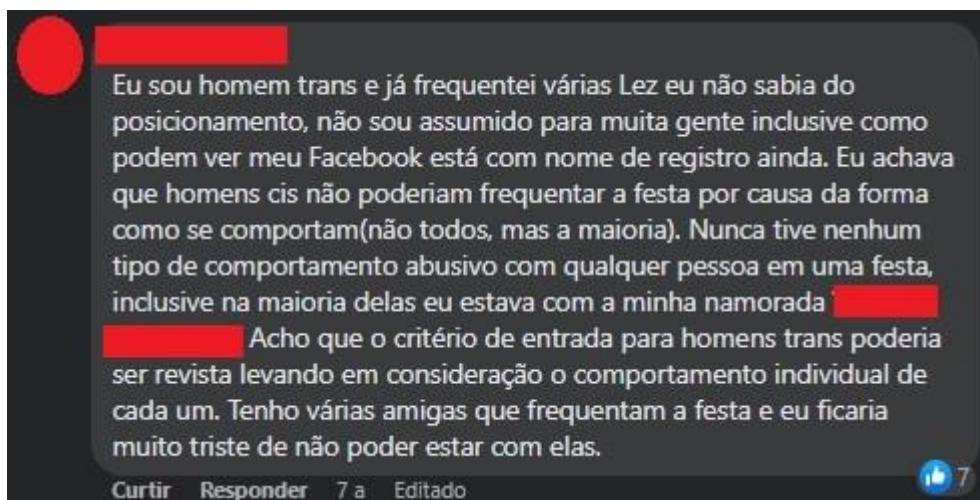 Eu sou homem trans e já frequentei várias Lez eu não sabia do
posicionamento, não sou assumido para muita gente inclusive como
podem ver meu Facebook está com nome de registro ainda. Eu achava
que homens cis não poderiam frequentar a festa por causa da forma
como se comportam(não todos, mas a maioria). Nunca tive nenhum
tipo de comportamento abusivo com qualquer pessoa em uma festa,
inclusive na maioria delas eu estava com a minha namorada
Acho que o critério de entrada para homens trans poderia
ser revista levando em consideração o comportamento individual de
cada um. Tenho várias amigas que frequentam a festa e eu ficaria
muito triste de não poder estar com elas.
7
Curtir Responder 7 a Editado